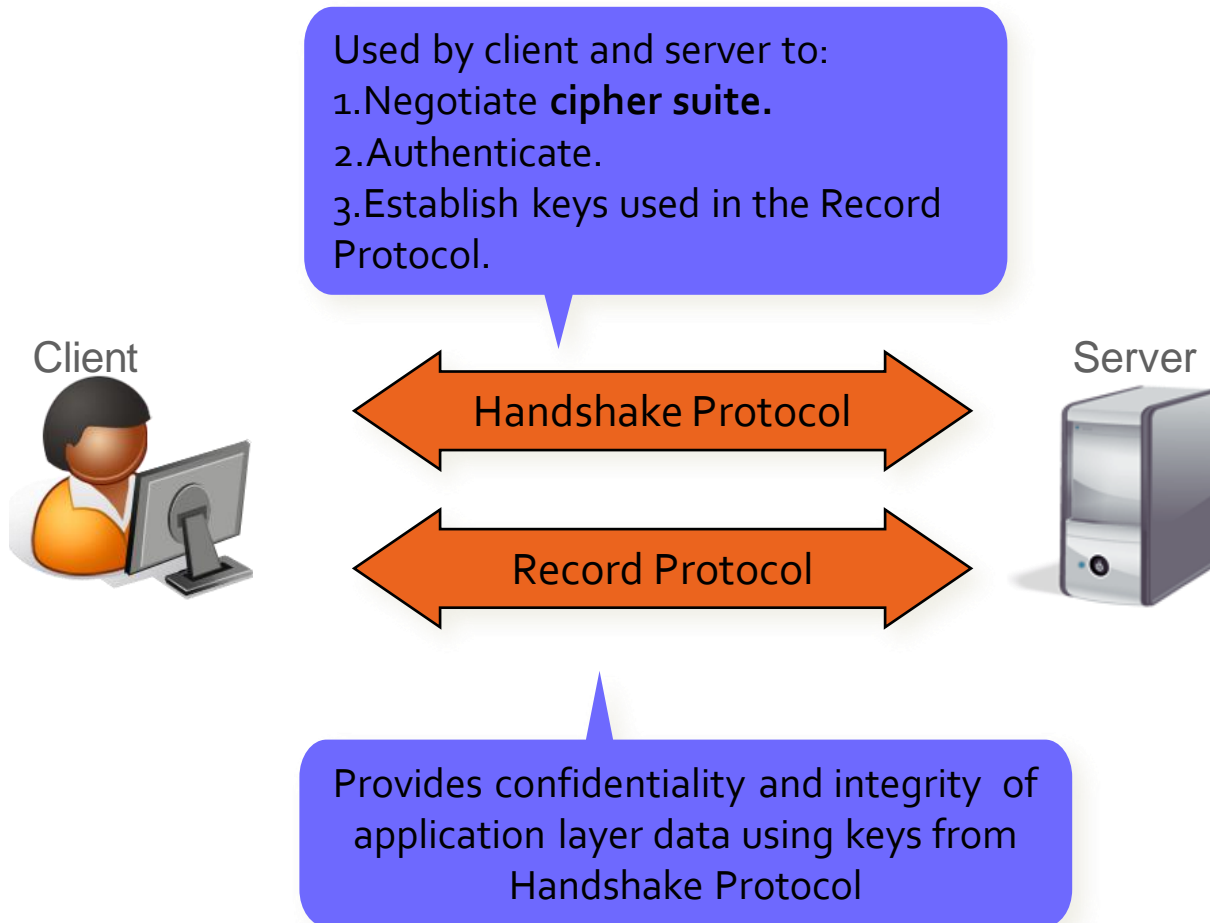 Used by client and server to:
1.Negotiate cipher suite.
2.Authenticate.
3.Establish keys used in the Record
Protocol.
Client
Server
Handshake Protocol
Record Protocol
Provides confidentiality and integrity of
application layer data using keys from
Handshake Protocol